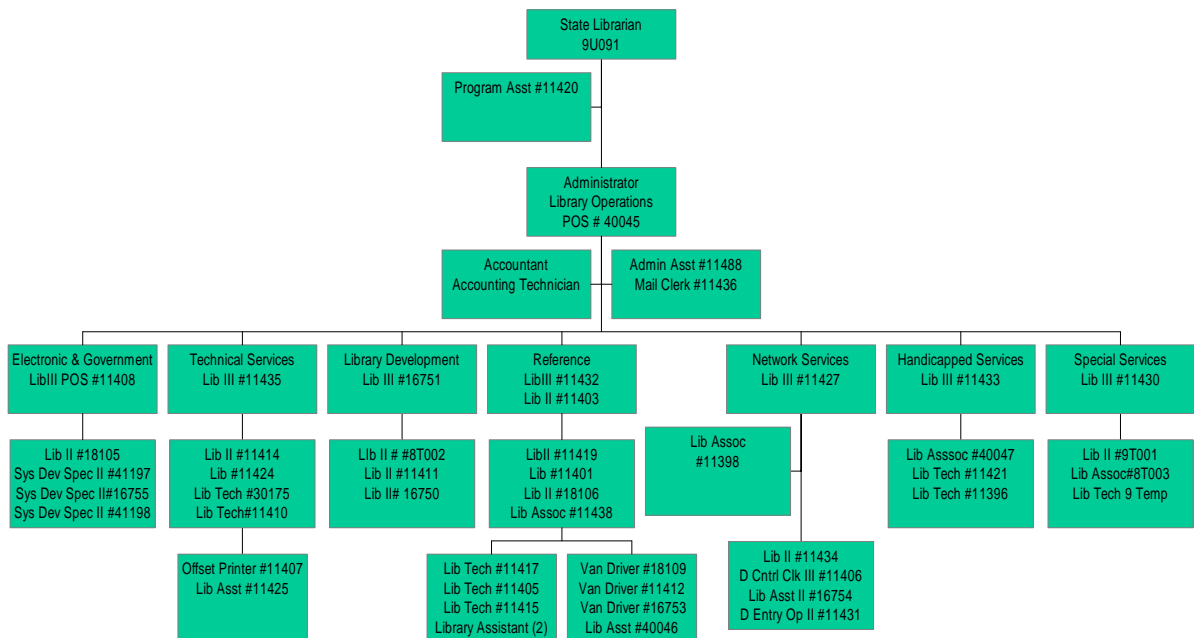 State Librarian
9U091
Program Asst #11420
Administrator
Library Operations
POS # 40045
Accountant
Accounting Technician
Admin Asst #11488
Mail Clerk #11436
Electronic & Government
LibIII POS #11408
Technical Services
Lib III #11435
Library Development
Lib III #16751
Reference
LibIII #11432
Lib II #11403
Network Services
Lib III #11427
Handicapped Services
Lib III #11433
Special Services
Lib III #11430
Lib II #18105
Sys Dev Spec II #41197
Sys Dev Spec II#16755
Sys Dev Spec II #41198
Lib II #11414
Lib #11424
Lib Tech #30175
Lib Tech#11410
LIb II # #8T002
Lib II #11411
Lib II# 16750
LibII #11419
Lib #11401
Lib II #18106
Lib Assoc #11438
Lib Assoc
#11398
Lib Asssoc #40047
Lib Tech #11421
Lib Tech #11396
Lib II #9T001
Lib Assoc#8T003
Lib Tech 9 Temp
Offset Printer #11407
Lib Asst #11425
Lib Tech #11417
Lib Tech #11405
Lib Tech #11415
Library Assistant (2)
Van Driver #18109
Van Driver #11412
Van Driver #16753
Lib Asst #40046
Lib II #11434
D Cntrl Clk III #11406
Lib Asst II #16754
D Entry Op II #11431